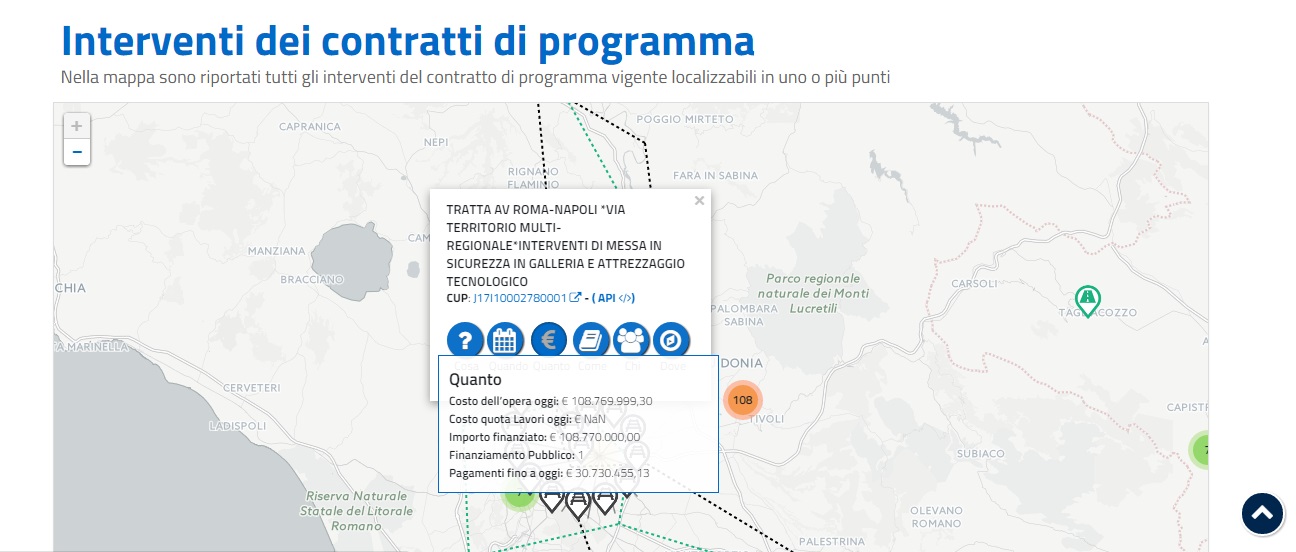 Interventi dei contratti di programma
Nella mappa sono riportati tutti gli interventi del contratto di programma vigente localizzabili in uno o più punti
+
−
CAPRANICA
NEPI
POGGIO MIRTETO
RIGNANO
FLAMINIO
FARA IN SABINA
×
TRATTA AV ROMA-NAPOLI *VIA
TERRITORIO MULTI-
REGIONALE*INTERVENTI DI MESSA IN
SICUREZZA IN GALLERIA E ATTREZZAGGIO
TECNOLOGICO
CUP: J17I10002780001 - ( API </>)
?
€
MANZIANA
BRACCIANO
CHIA
CAM
Parco regionale
naturale dei Monti
Lucretili
CARSOLI
PALOMBARA
SABINA
TAGLIACOZZO
A MARINELLA
DONIA
CERVETERI
LADISPOLI
Quanto
Costo dell'opera oggi: € 108.769.999,30
Costo quota Lavori oggi: € NaN
Importo finanziato: € 108.770.000,00
Finanziamento Pubblico: 1
Pagamenti fino a oggi: € 30.730.455,13
108
TIVOLI
CAPISTR
7
SUBIACO
Riserva Naturale
Statale del Litorale
Romano
OLEVANO
ROMANO
PALESTRINA